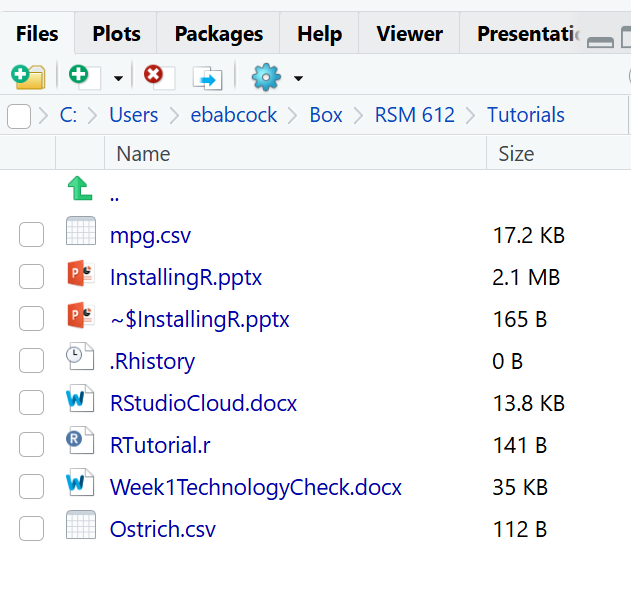 Files Plots Packages Help Viewer Presentati
C: Users ebabcock Box RSM 612 Tutorials
Name Size
..
mpg.csv 17.2 KB
InstallingR.pptx 2.1 MB
~$InstallingR.pptx 165 B
.Rhistory 0 B
RStudioCloud.docx 13.8 KB
RTutorial.r 141 B
Week1TechnologyCheck.docx 35 KB
Ostrich.csv 112 B